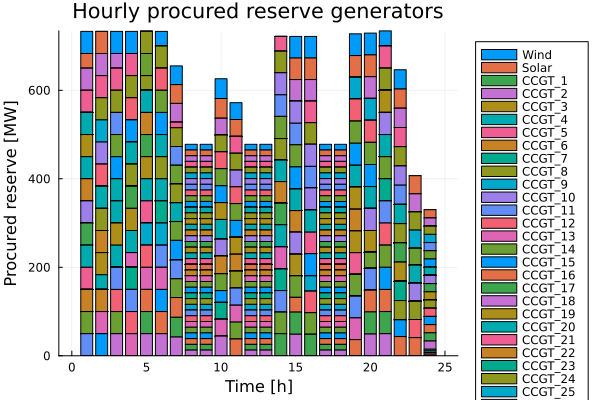 Hourly procured reserve generators
Procured reserve [MW]
600
400
200
0
0
5
10
15
20
25
Time [h]
Wind
Solar
CCGT_1
CCGT_2
CCGT_3
CCGT_4
CCGT_5
CCGT_6
CCGT_7
CCGT_8
CCGT_9
CCGT_10
CCGT_11
CCGT_12
CCGT_13
CCGT_14
CCGT_15
CCGT_16
CCGT_17
CCGT_18
CCGT_19
CCGT_20
CCGT_21
CCGT_22
CCGT_23
CCGT_24
CCGT_25